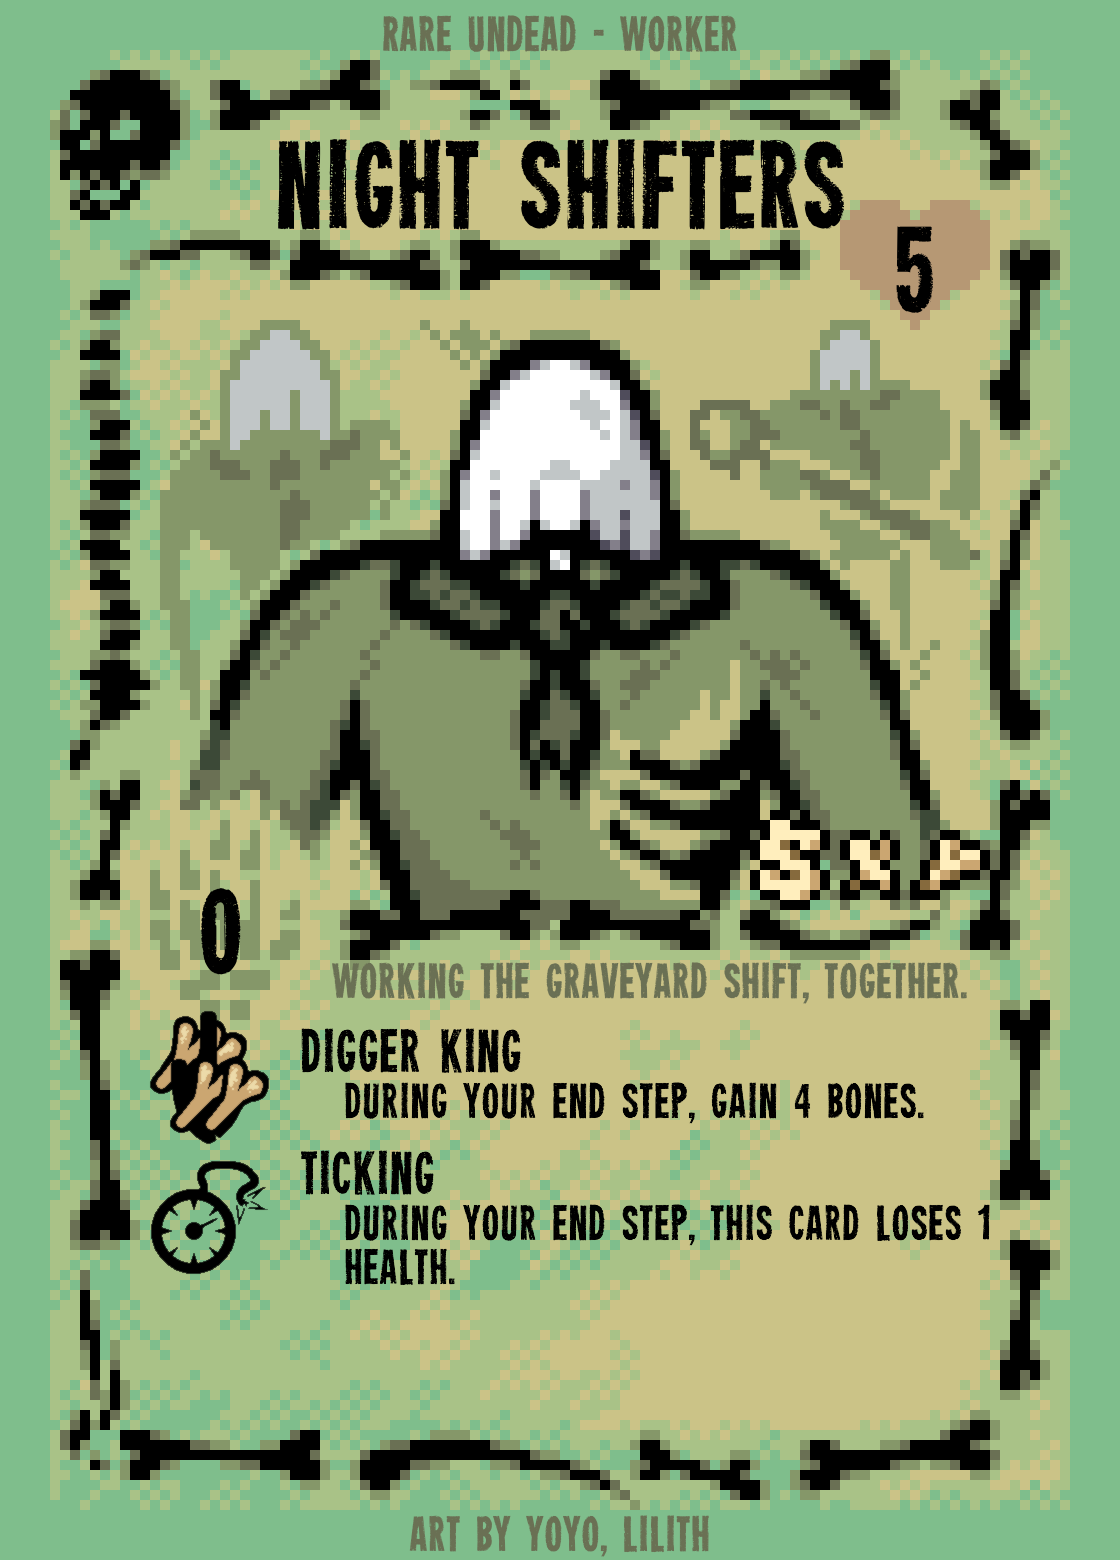 RARE UNDEAD - WORKER
NIGHT SHIFTERS
5
5 X Y
0
WORKING THE GRAVEYARD SHIFT, TOGETHER.
DIGGER KING
DURING YOUR END STEP, GAIN 4 BONES.
TICKING
DURING YOUR END STEP, THIS CARD LOSES 1
HEALTH.
ART BY YOYO, LILITH